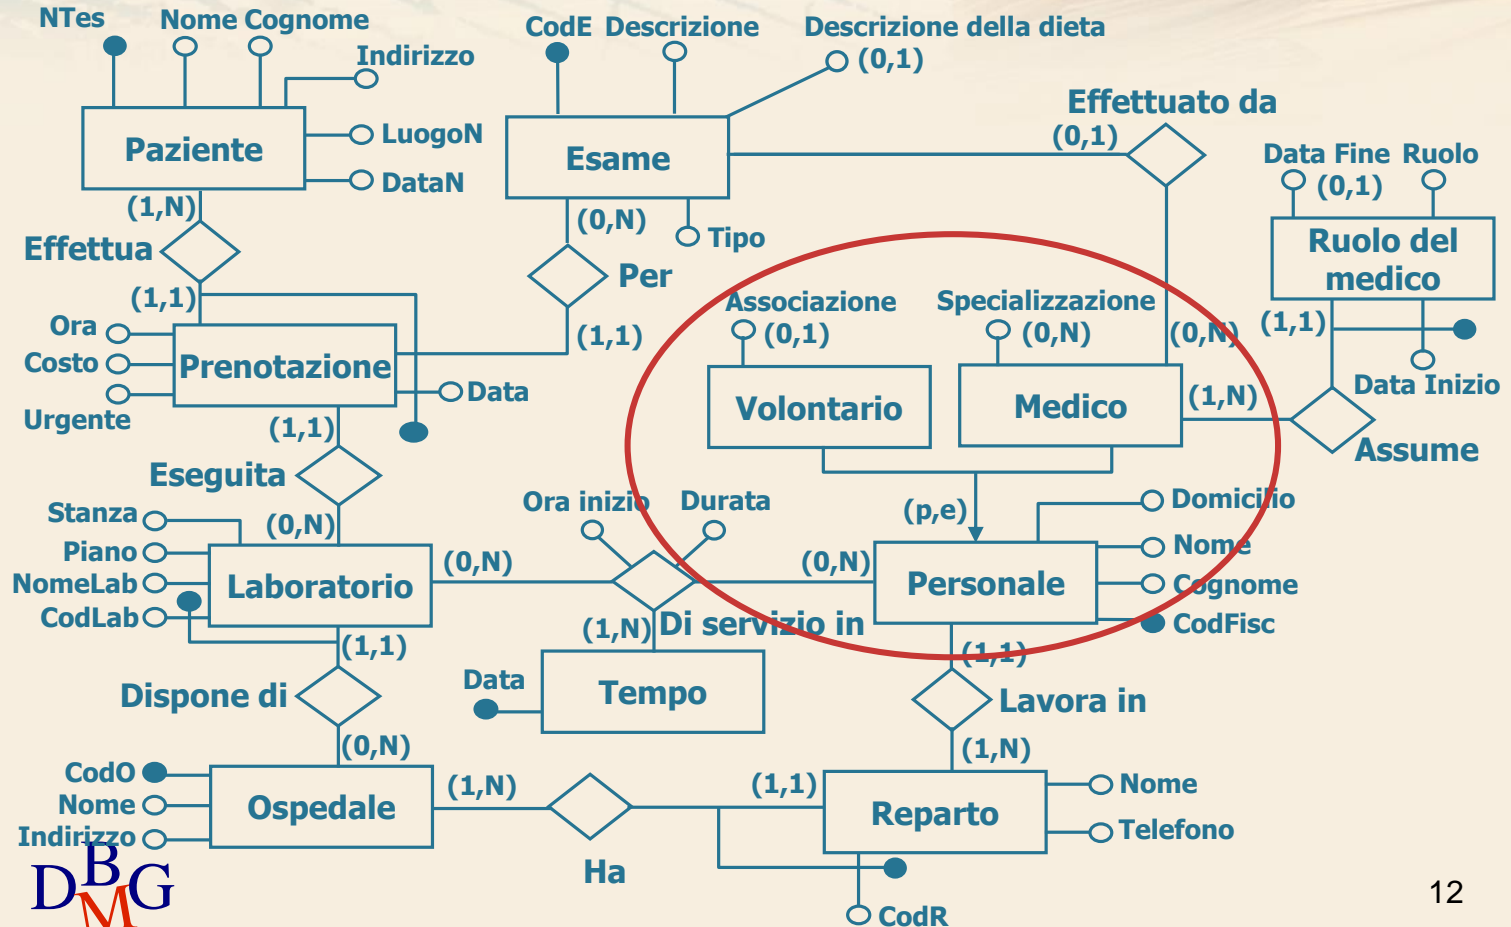 NTes
Nome Cognome
Indirizzo
Paziente
LuogoN
DataN
(1,N)
Effettua
(1,1)
CodE Descrizione
Descrizione della dieta
(0,1)
Esame
(0,N)
Tipo
Per
(1,1)
Effettuato da
(0,1)
(0,N)
Data Fine Ruolo
(0,1)
Ruolo del
medico
(1,1)
Data Inizio
(1,N)
Assume
Ora
Costo
Urgente
Prenotazione
Data
(1,1)
Eseguita
(0,N)
Associazione
(0,1)
Volontario
Specializzazione
(0,N)
Medico
(p,e)
Domicilio
Nome
Cognome
CodFisc
Personale
Stanza
Piano
NomeLab
CodLab
Laboratorio
(0,N)
Ora inizio
Durata
(0,N)
(1,N)
Di servizio in
Data
Tempo
(1,1)
Dispone di
(0,N)
(1,1)
Lavora in
(1,N)
CodO
Nome
Indirizzo
Ospedale
(1,N)
Ha
(1,1)
Reparto
Nome
Telefono
CodR
DBMG
12